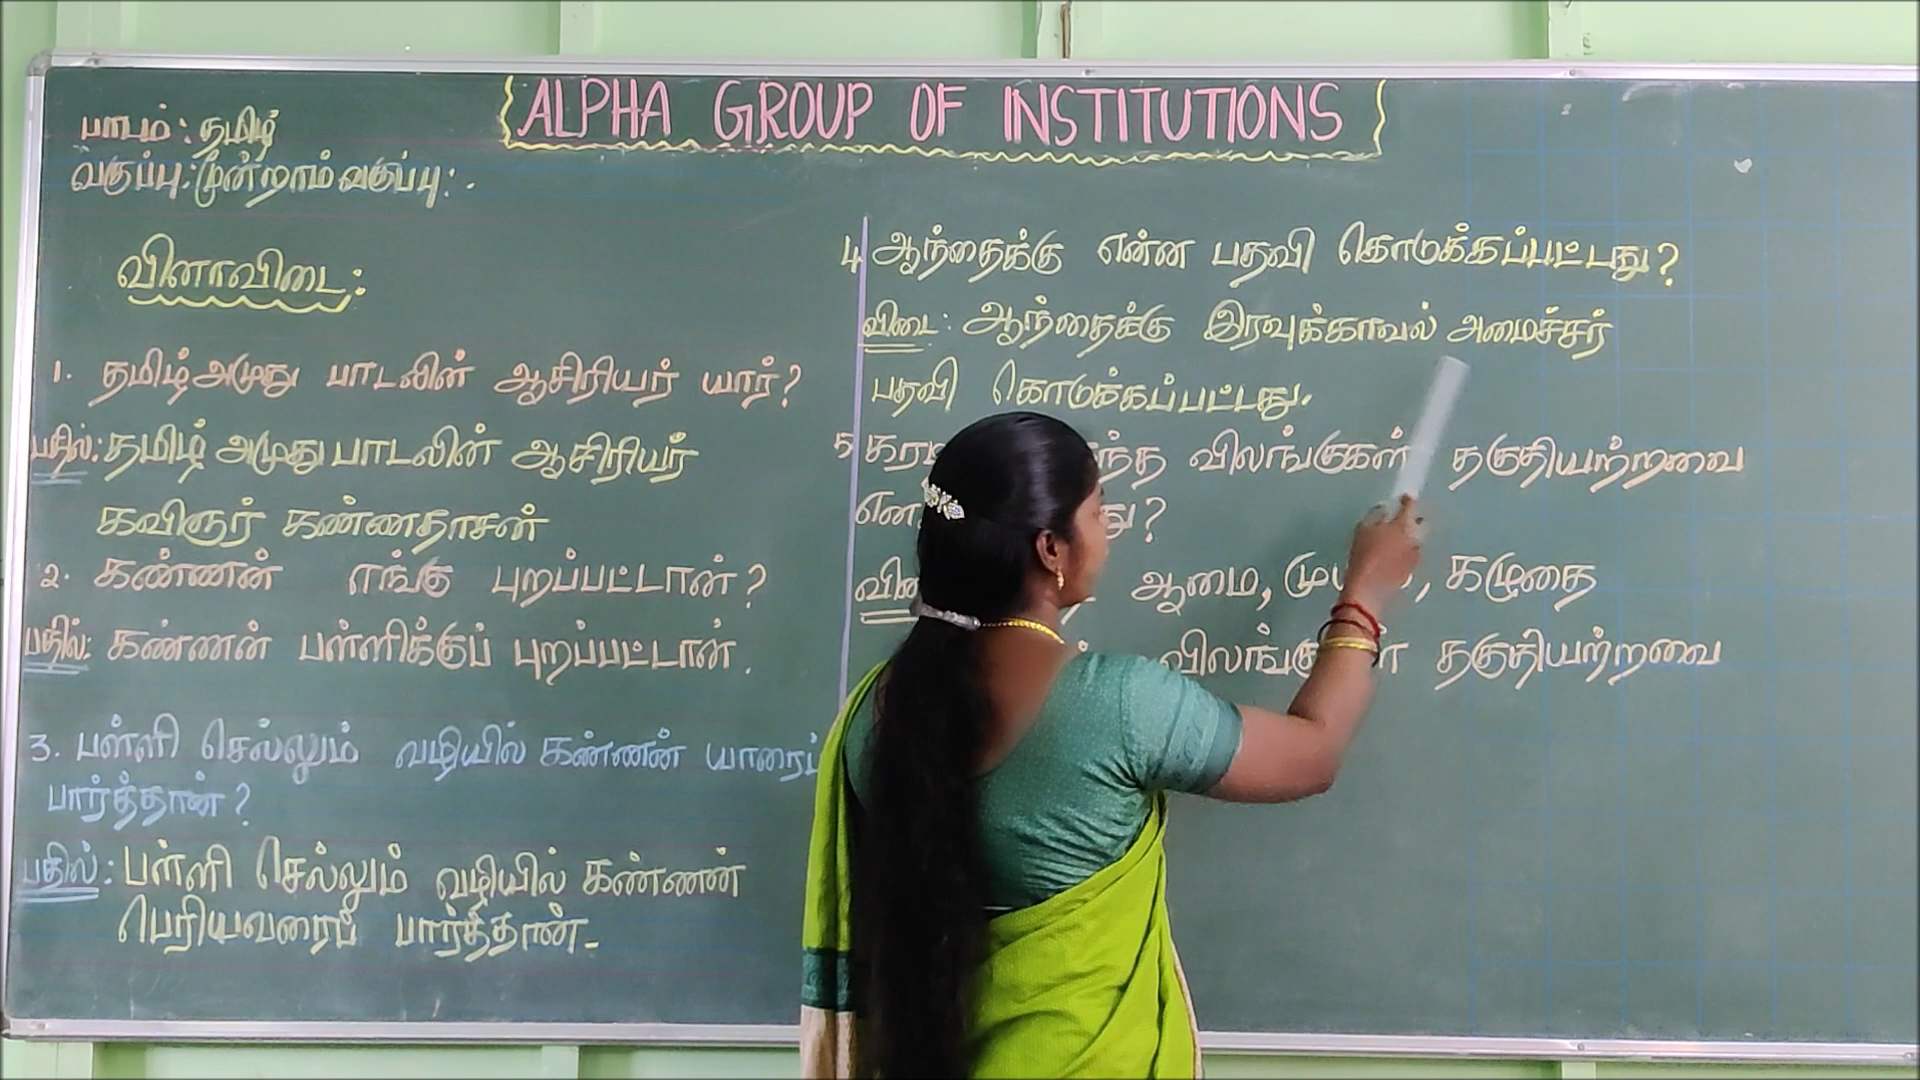 ALPHA GROUP OF INSTITUTIONS
பாடம் : தமிழ்
வகுப்பு : மூன்றாம் வகுப்பு : .
வினாவிடை :
1. தமிழ் அமுது பாடலின் ஆசிரியர் யார் ?
பதில் : தமிழ் அமுது பாடலின் ஆசிரியர்
கவிஞர் கண்ணதாசன்
2. கண்ணன் எங்கு புறப்பட்டான் ?
பதில் : கண்ணன் பள்ளிக்குப் புறப்பட்டான் .
3. பள்ளி செல்லும் வழியில் கண்ணன் யாரைப்
பார்த்தான் ?
பதில் : பள்ளி செல்லும் வழியில் கண்ணன்
பெரியவரைப் பார்த்தான் .
4 ஆந்தைக்கு என்ன பதவி கொடுக்கப்பட்டது ?
விடை : ஆந்தைக்கு இரவுக்காவல் அமைச்சர்
பதவி கொடுக்கப்பட்டது .
5 விலங்குகள் தகுதியற்றவை
?
ஆமை , கழுதை
தகுதியற்றவை